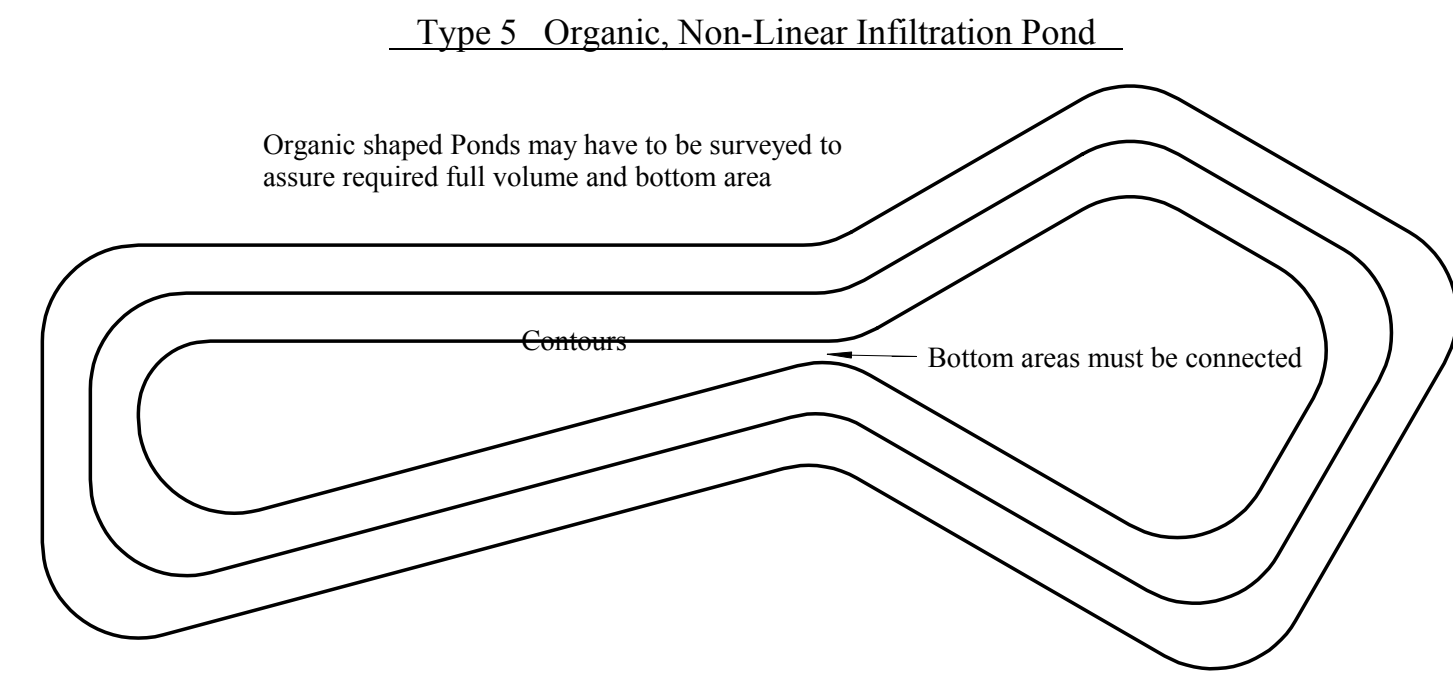 Type 5 Organic, Non-Linear Infiltration Pond
Organic shaped Ponds may have to be surveyed to
assure required full volume and bottom area
Contours
Bottom areas must be connected